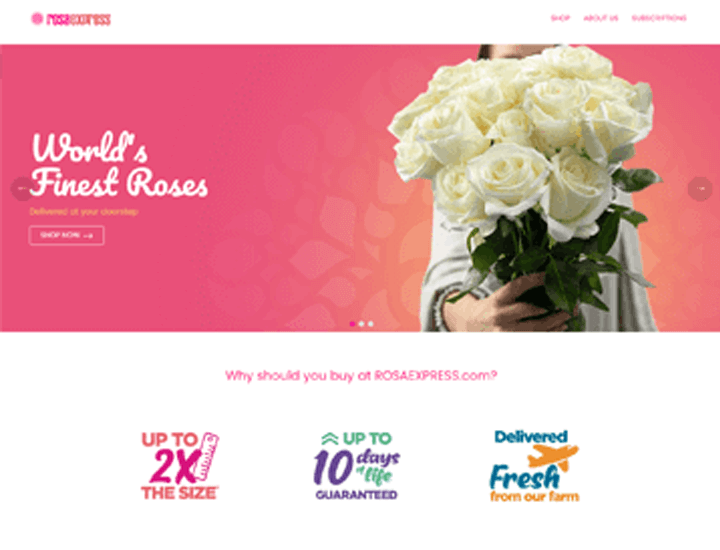 rosaexpress
SHOP ABOUT US SUBSCRIPTIONS
World's
Finest Roses
Delivered at your doorstep
SHOP NOW →
Why should you buy at ROSAEXPRESS.com?
UP TO
2X
THE SIZE
UP TO
10 days
of life
GUARANTEED
Delivered
Fresh
from our farm